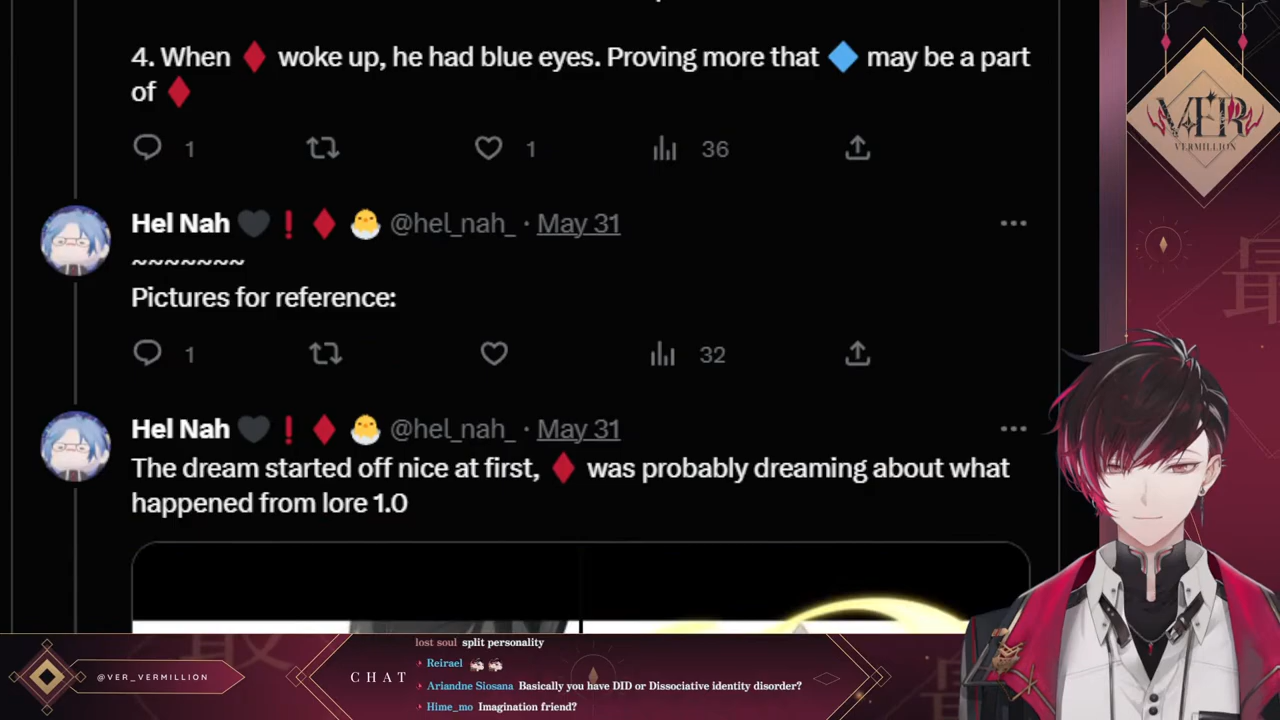 4. When ♦️ woke up, he had blue eyes. Proving more that 🔷 may be a part
of ♦️
1
1
36
Hel Nah 🖤❗♦️🐣 @hel_nah_ · May 31
~~~~~~~
Pictures for reference:
1
32
Hel Nah 🖤❗♦️🐣 @hel_nah_ · May 31
The dream started off nice at first, ♦️ was probably dreaming about what
happened from lore 1.0
VER
VERMILLION
最
@VER_VERMILLION
CHAT
lost soul split personality
Reirael
Ariandne Siosana Basically you have DID or Dissociative identity disorder?
Hime_mo Imagination friend?